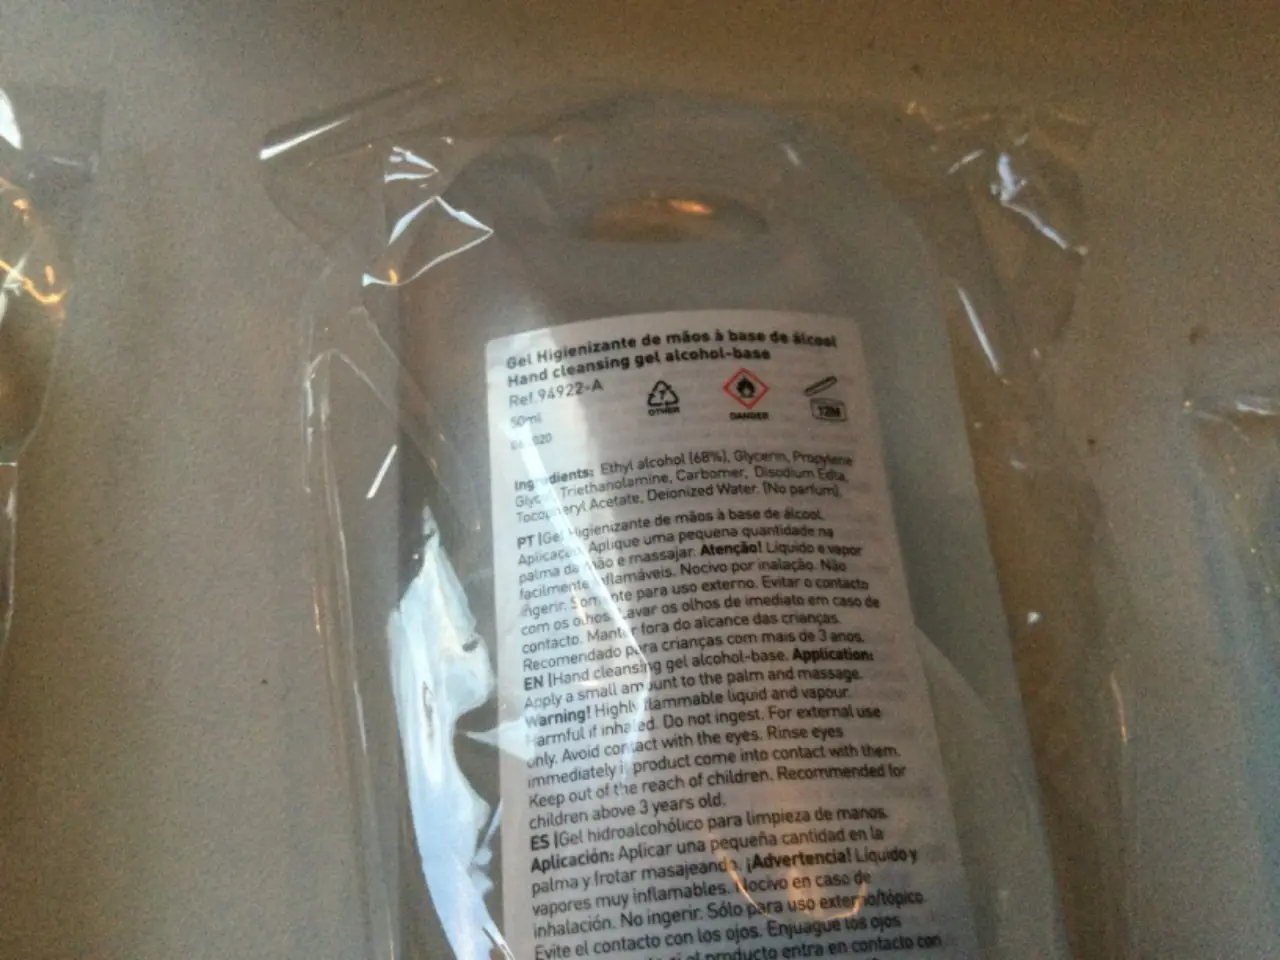 Gel Higienizante de mãos à base de álcool
Hand cleansing gel alcohol-base
Ref.94922-A
7
OTHER
DANGER
12M
50ml
Ingredients: Ethyl alcohol (68%), Glycerin, Propylene
Triethanolamine, Carbomer, Disodium Edta,
Tocopheryl Acetate, Deionized Water. (No parfum).
PT |Gel Higienizante de mãos à base de álcool.
Aplicação: Aplique uma pequena quantidade na
palma da mão e massajar. Atenção! Líquido e vapor
facilmente inflamáveis. Nocivo por inalação. Não
ingerir. Somente para uso externo. Evitar o contacto
com os olhos. Lavar os olhos de imediato em caso de
contacto. Manter fora do alcance das crianças.
Recomendado para crianças com mais de 3 anos.
EN |Hand cleansing gel alcohol-base. Application:
Apply a small amount to the palm and massage.
Warning! Highly flammable liquid and vapour.
Harmful if inhaled. Do not ingest. For external use
only. Avoid contact with the eyes. Rinse eyes
immediately if product come into contact with them.
Keep out of the reach of children. Recommended for
children above 3 years old.
ES |Gel hidroalcohólico para limpieza de manos.
Aplicación: Aplicar una pequeña cantidad en la
palma y frotar masajeando. ¡Advertencia! Líquido y
vapores muy inflamables. Nocivo en caso de
inhalación. No ingerir. Sólo para uso externo/tópico.
Evite el contacto con los ojos. Enjuague los ojos
si el producto entra en contacto con